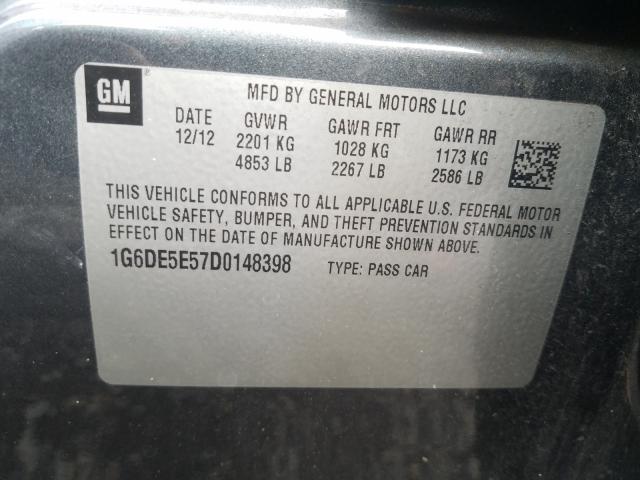 GM
MFD BY GENERAL MOTORS LLC
DATE GVWR GAWR FRT GAWR RR
12/12 2201 KG 1028 KG 1173 KG
4853 LB 2267 LB 2586 LB
THIS VEHICLE CONFORMS TO ALL APPLICABLE U.S. FEDERAL MOTOR
VEHICLE SAFETY, BUMPER, AND THEFT PREVENTION STANDARDS IN
EFFECT ON THE DATE OF MANUFACTURE SHOWN ABOVE.
1G6DE5E57D0148398 TYPE: PASS CAR